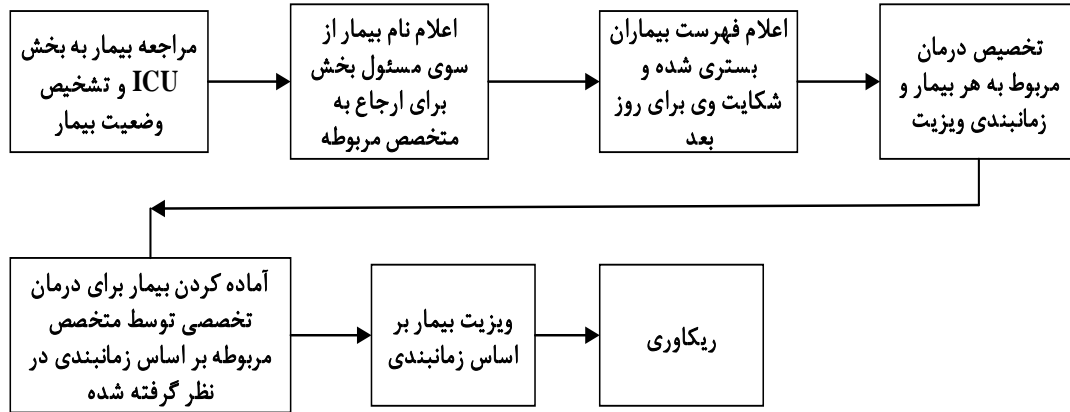 مراجعه بیمار به بخش
ICU و تشخیص
وضعیت بیمار
اعلام نام بیمار از
سوی مسئول بخش
برای ارجاع به
متخصص مربوطه
اعلام فهرست بیماران
بستری شده و
شکایت وی برای روز
بعد
تخصیص درمان
مربوط به هر بیمار و
زمانبندی ویزیت
آماده کردن بیمار برای درمان
تخصصی توسط متخصص
مربوطه بر اساس زمانبندی در
نظر گرفته شده
ویزیت بیمار بر
اساس زمانبندی
ریکاوری